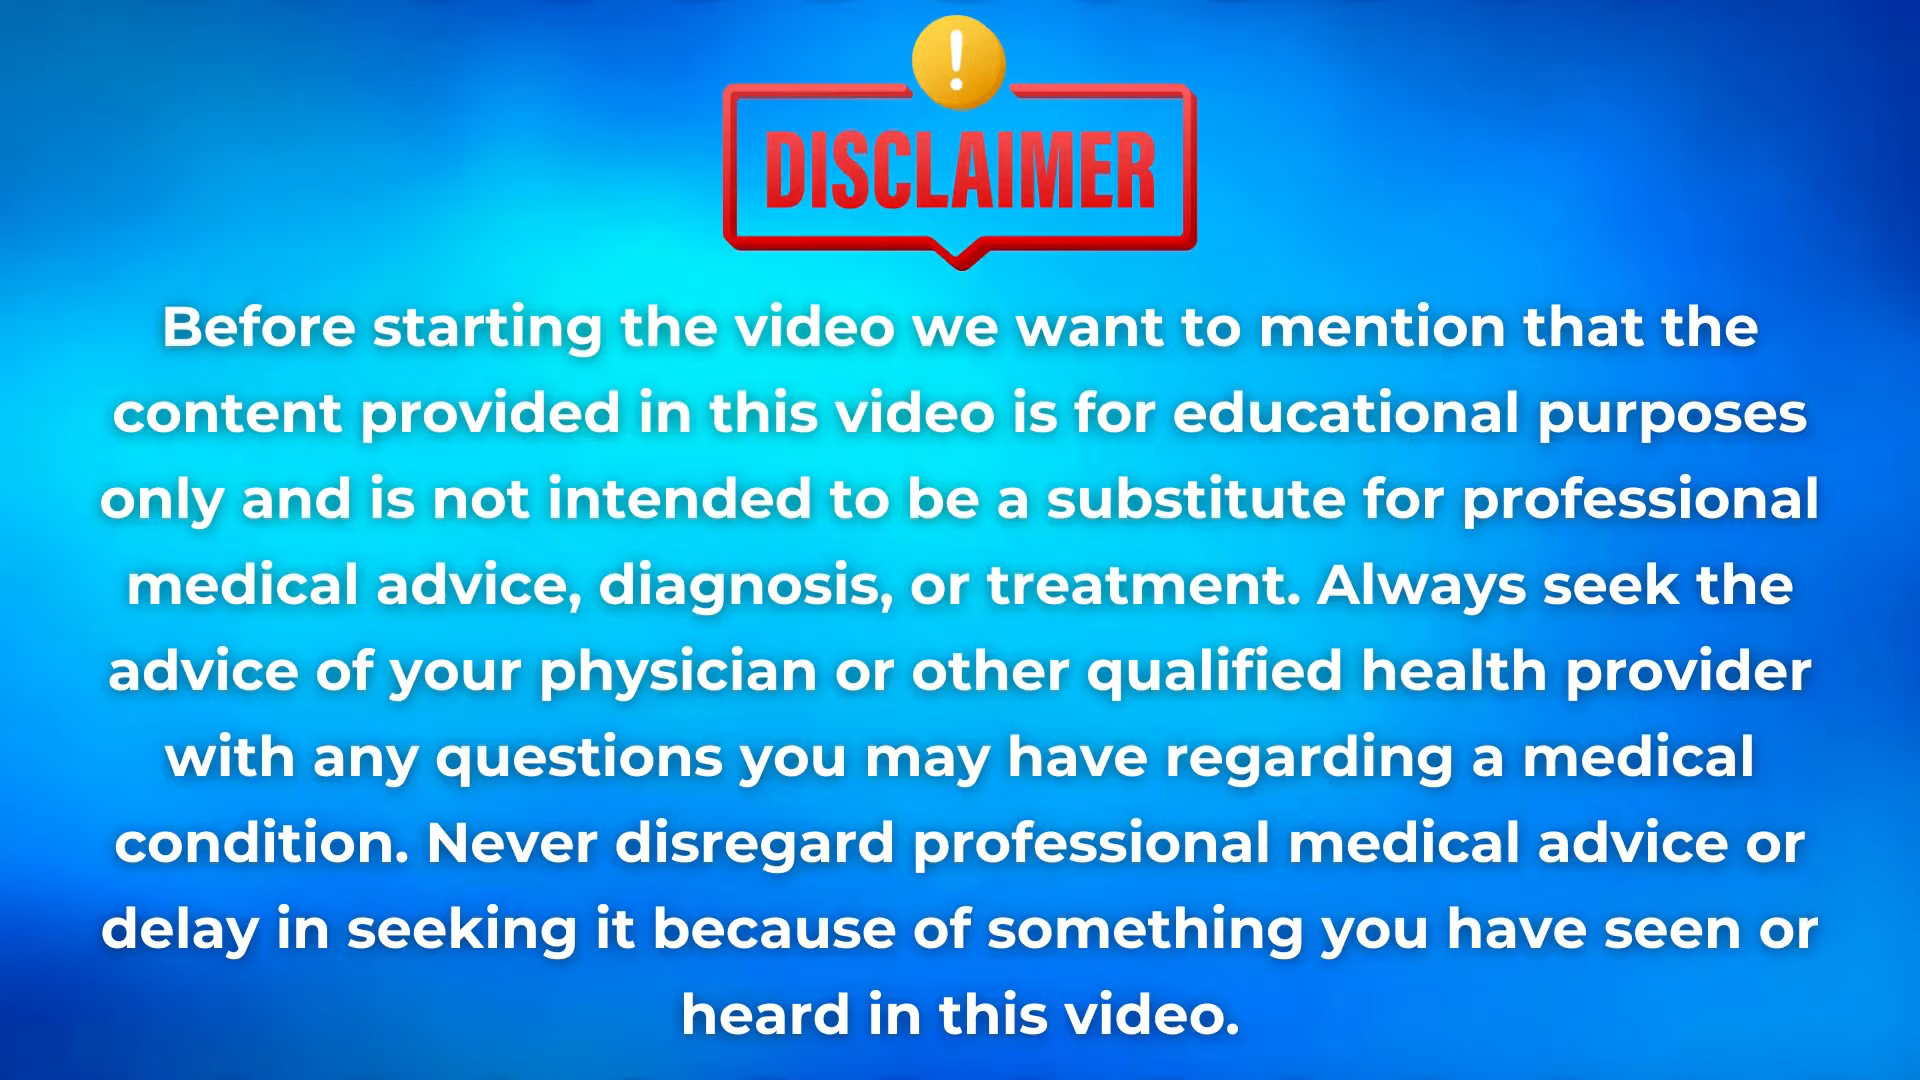 !
DISCLAIMER
Before starting the video we want to mention that the
content provided in this video is for educational purposes
only and is not intended to be a substitute for professional
medical advice, diagnosis, or treatment. Always seek the
advice of your physician or other qualified health provider
with any questions you may have regarding a medical
condition. Never disregard professional medical advice or
delay in seeking it because of something you have seen or
heard in this video.